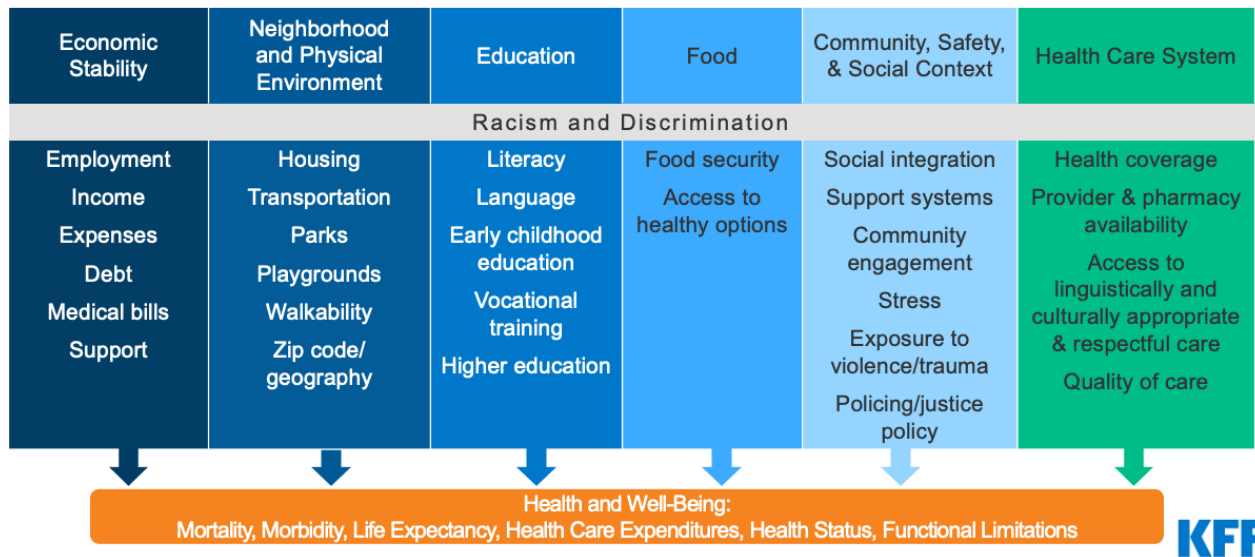 Economic
Stability
Neighborhood
and Physical
Environment
Education
Food
Community, Safety,
& Social Context
Health Care System
Racism and Discrimination
Employment
Income
Expenses
Debt
Medical bills
Support
Housing
Transportation
Parks
Playgrounds
Walkability
Zip code/
geography
Literacy
Language
Early childhood
education
Vocational
training
Higher education
Food security
Access to
healthy options
Social integration
Support systems
Community
engagement
Stress
Exposure to
violence/trauma
Policing/justice
policy
Health coverage
Provider & pharmacy
availability
Access to
linguistically and
culturally appropriate
& respectful care
Quality of care
Health and Well-Being:
Mortality, Morbidity, Life Expectancy, Health Care Expenditures, Health Status, Functional Limitations
KFF